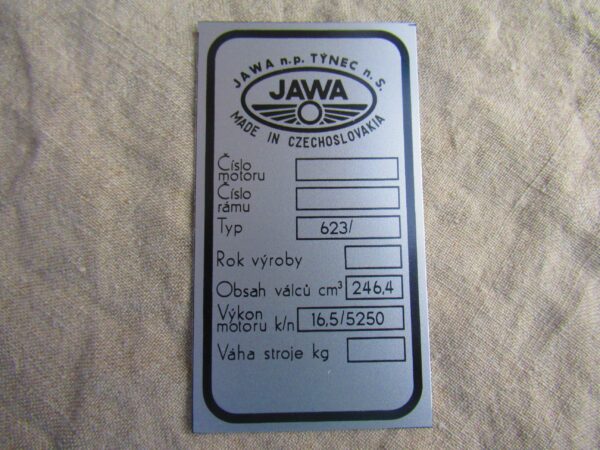 JAWA n.p. TÝNEC n. S.
JAWA
MADE IN CZECHOSLOVAKIA
Číslo
motoru
Číslo
rámu
Typ 623/
Rok výroby
Obsah válců cm³ 246,4
Výkon
motoru k/n 16,5/5250
Váha stroje kg